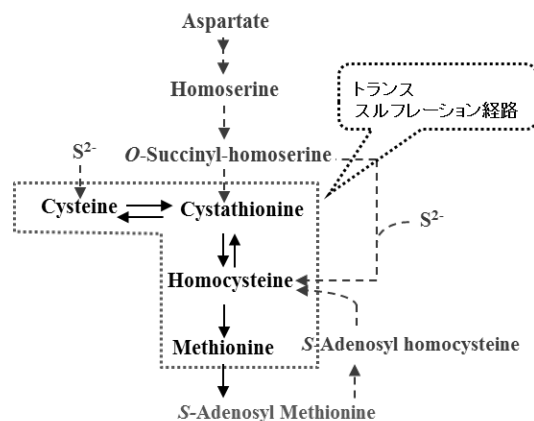 Aspartate
Homoserine
トランス
スルフレーション経路
S²⁻
O-Succinyl-homoserine
Cysteine
Cystathionine
S²⁻
Homocysteine
Methionine
S-Adenosyl homocysteine
S-Adenosyl Methionine